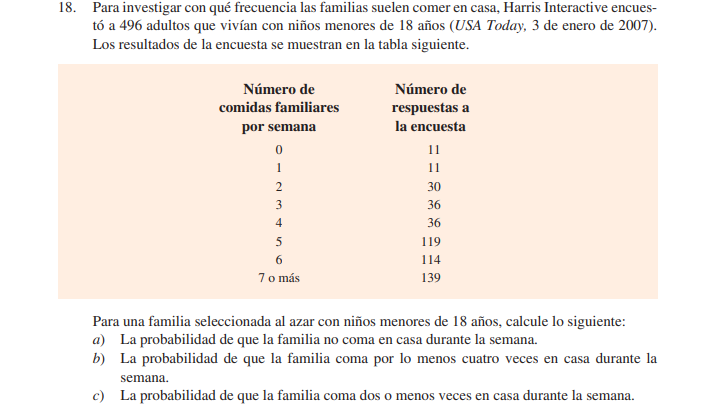 18. Para investigar con qué frecuencia las familias suelen comer en casa, Harris Interactive encues-
tó a 496 adultos que vivían con niños menores de 18 años (USA Today, 3 de enero de 2007).
Los resultados de la encuesta se muestran en la tabla siguiente.
Número de Número de
comidas familiares respuestas a
por semana la encuesta
0 11
1 11
2 30
3 36
4 36
5 119
6 114
7 o más 139
Para una familia seleccionada al azar con niños menores de 18 años, calcule lo siguiente:
a) La probabilidad de que la familia no coma en casa durante la semana.
b) La probabilidad de que la familia coma por lo menos cuatro veces en casa durante la
semana.
c) La probabilidad de que la familia coma dos o menos veces en casa durante la semana.